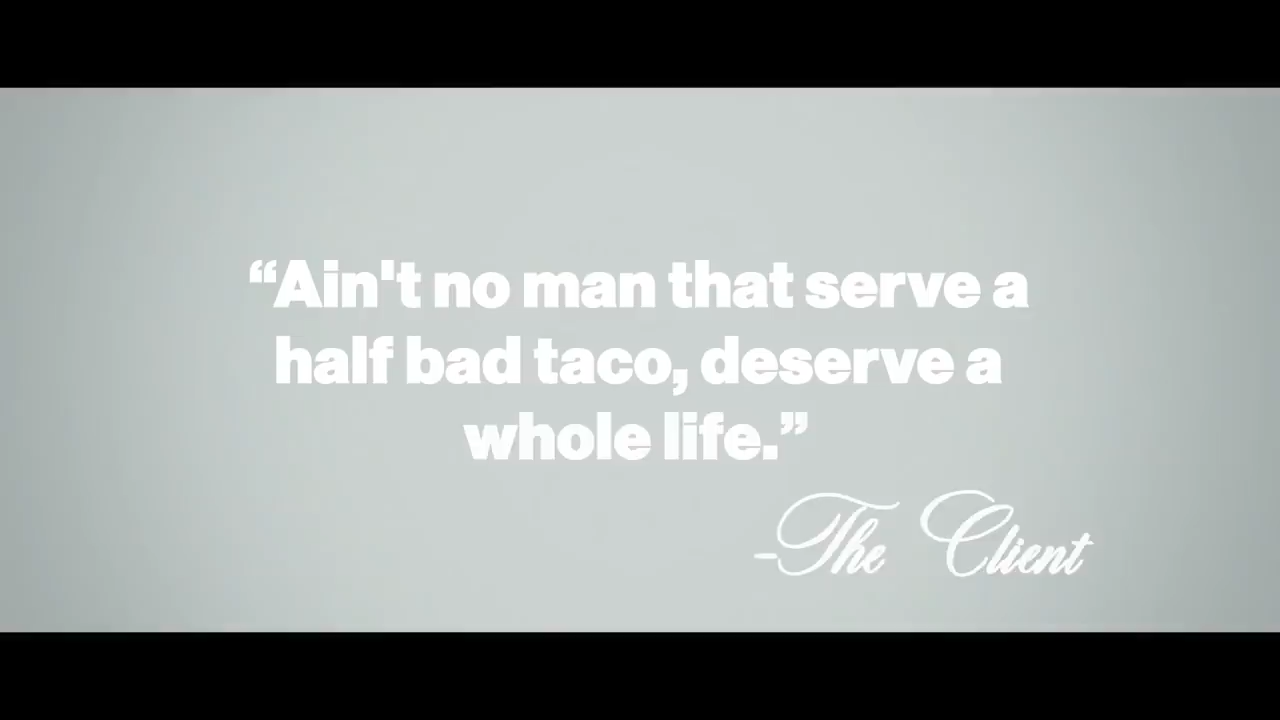 “Ain't no man that serve a
half bad taco, deserve a
whole life.”
-The Client